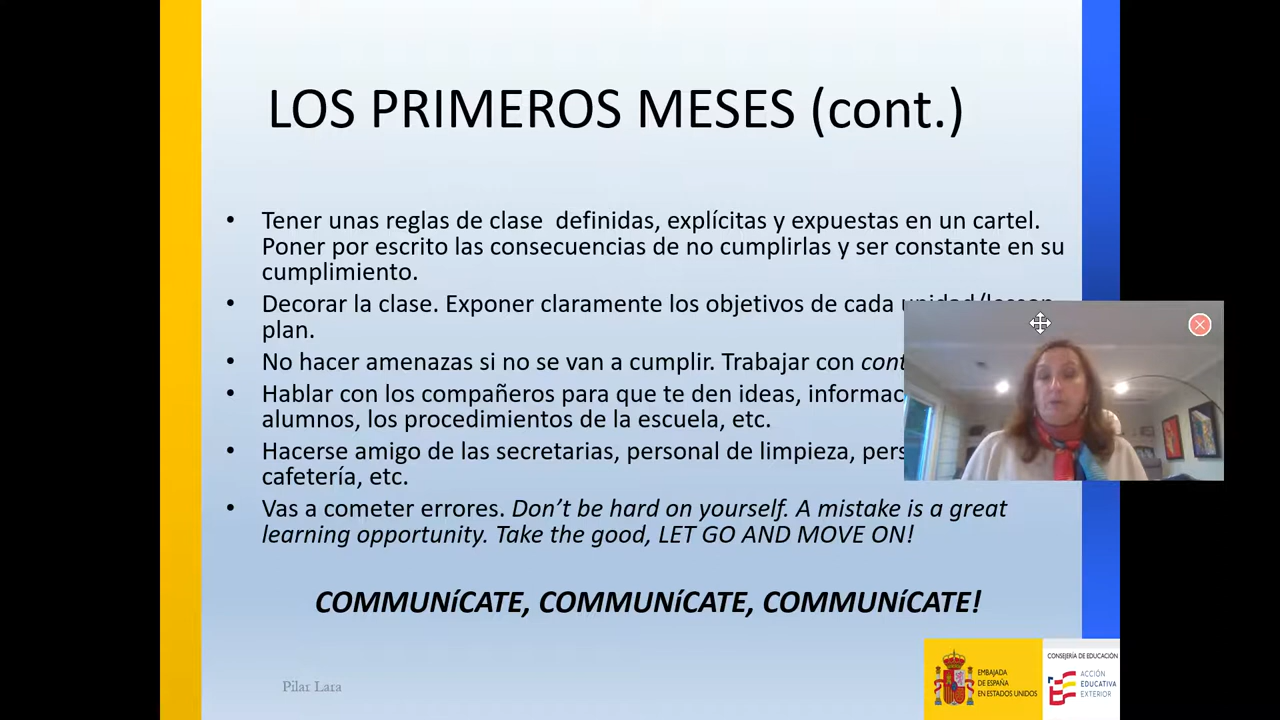 LOS PRIMEROS MESES (cont.)
• Tener unas reglas de clase definidas, explícitas y expuestas en un cartel.
Poner por escrito las consecuencias de no cumplirlas y ser constante en su
cumplimiento.
• Decorar la clase. Exponer claramente los objetivos de cada unidad/lesson
plan.
• No hacer amenazas si no se van a cumplir. Trabajar con
• Hablar con los compañeros para que te den ideas,
alumnos, los procedimientos de la escuela, etc.
• Hacerse amigo de las secretarias, personal de limpieza,
cafetería, etc.
• Vas a cometer errores. Don’t be hard on yourself. A mistake is a great
learning opportunity. Take the good, LET GO AND MOVE ON!
COMMUNíCATE, COMMUNíCATE, COMMUNíCATE!
Pilar Lara
EMBAJADA
DE ESPAÑA
EN ESTADOS UNIDOS
CONSEJERÍA DE EDUCACIÓN
ACCIÓN
EDUCATIVA
EXTERIOR